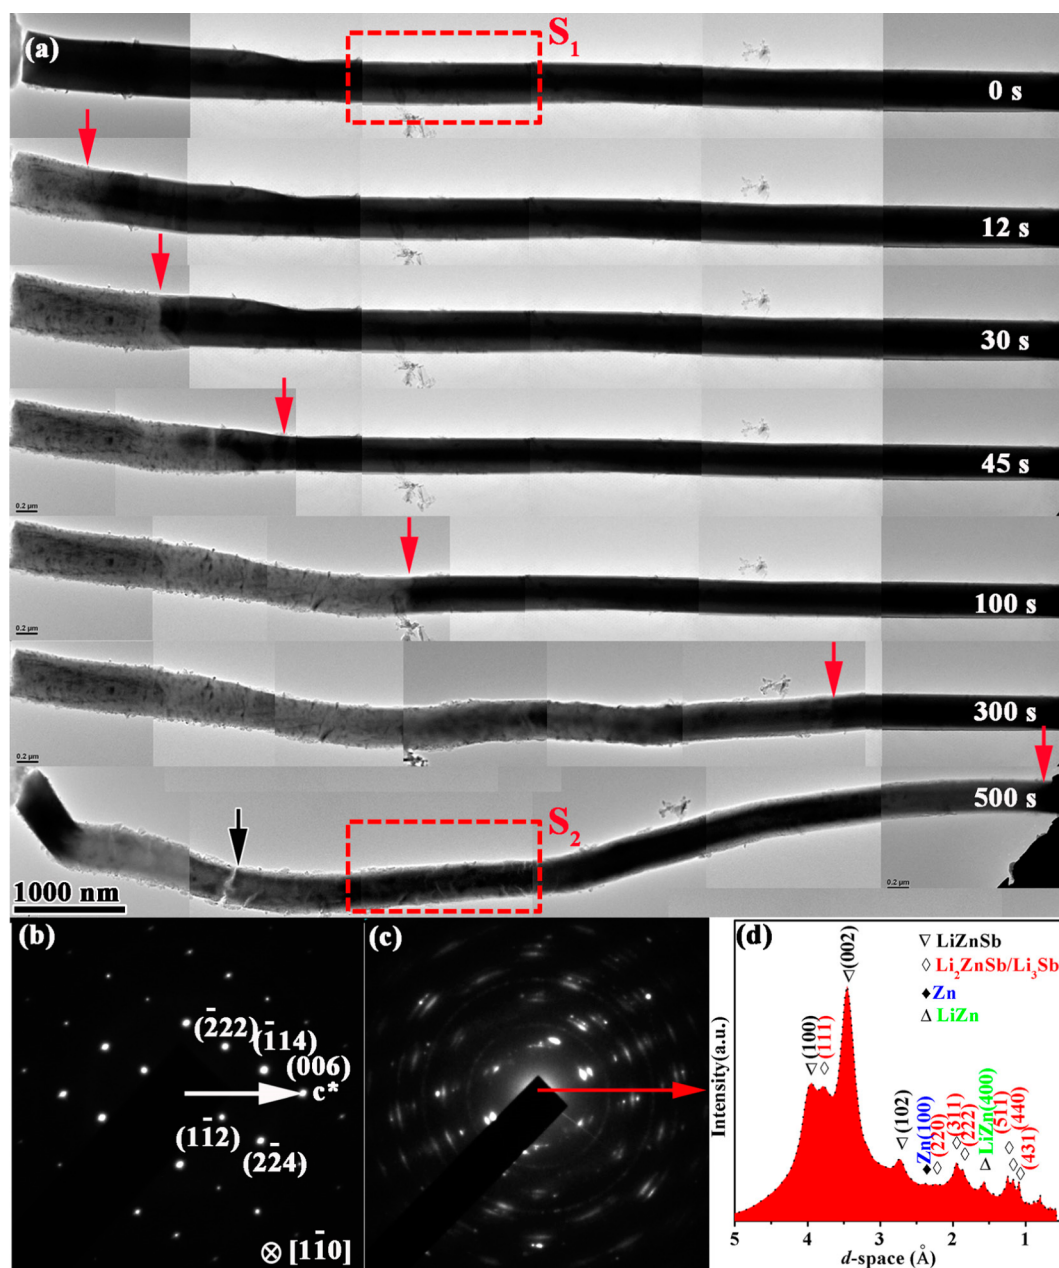 (a)
S1
0 s
12 s
30 s
45 s
0.2 μm
100 s
0.2 μm
300 s
0.2 μm
500 s
S2
1000 nm
0.2 μm
(b)
(2̄22)
(1̄14)
(006)
c*
(11̄2)
(22̄4)
⊗ [11̄0]
(c)
(d)
▽ LiZnSb
◇ Li2ZnSb/Li3Sb
♦ Zn
Δ LiZn
▽(002)
▽(100)
◇(111)
▽(102)
Zn(100)
◇(220)
◇(311)
◇(222)
LiZn(400)
◇(511)
◇(440)
◇(431)
Intensity(a.u.)
5 4 3 2 1
d-space (Å)